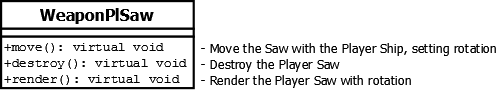 WeaponPlSaw
+move(): virtual void - Move the Saw with the Player Ship, setting rotation
+destroy(): virtual void - Destroy the Player Saw
+render(): virtual void - Render the Player Saw with rotation